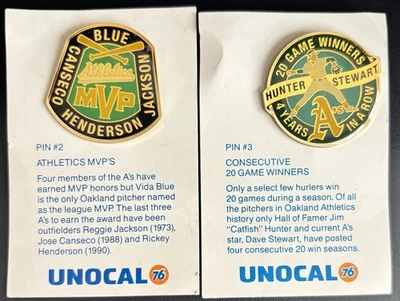 BLUE
CANSECO
Athletics
MVP
HENDERSON
JACKSON
PIN #2
ATHLETICS MVP'S
Four members of the A's have
earned MVP honors but Vida Blue
is the only Oakland pitcher named
as the league MVP. The last three
A's to earn the award have been
outfielders Reggie Jackson (1973),
Jose Canseco (1988) and Rickey
Henderson (1990).
UNOCAL 76
20 GAME WINNERS
HUNTER STEWART
A's
4 YEARS IN A ROW
PIN #3
CONSECUTIVE
20 GAME WINNERS
Only a select few hurlers win
20 games during a season. Of all
the pitchers in Oakland Athletics
history only Hall of Famer Jim
"Catfish" Hunter and current A's
star, Dave Stewart, have posted
four consecutive 20 win seasons.
UNOCAL 76